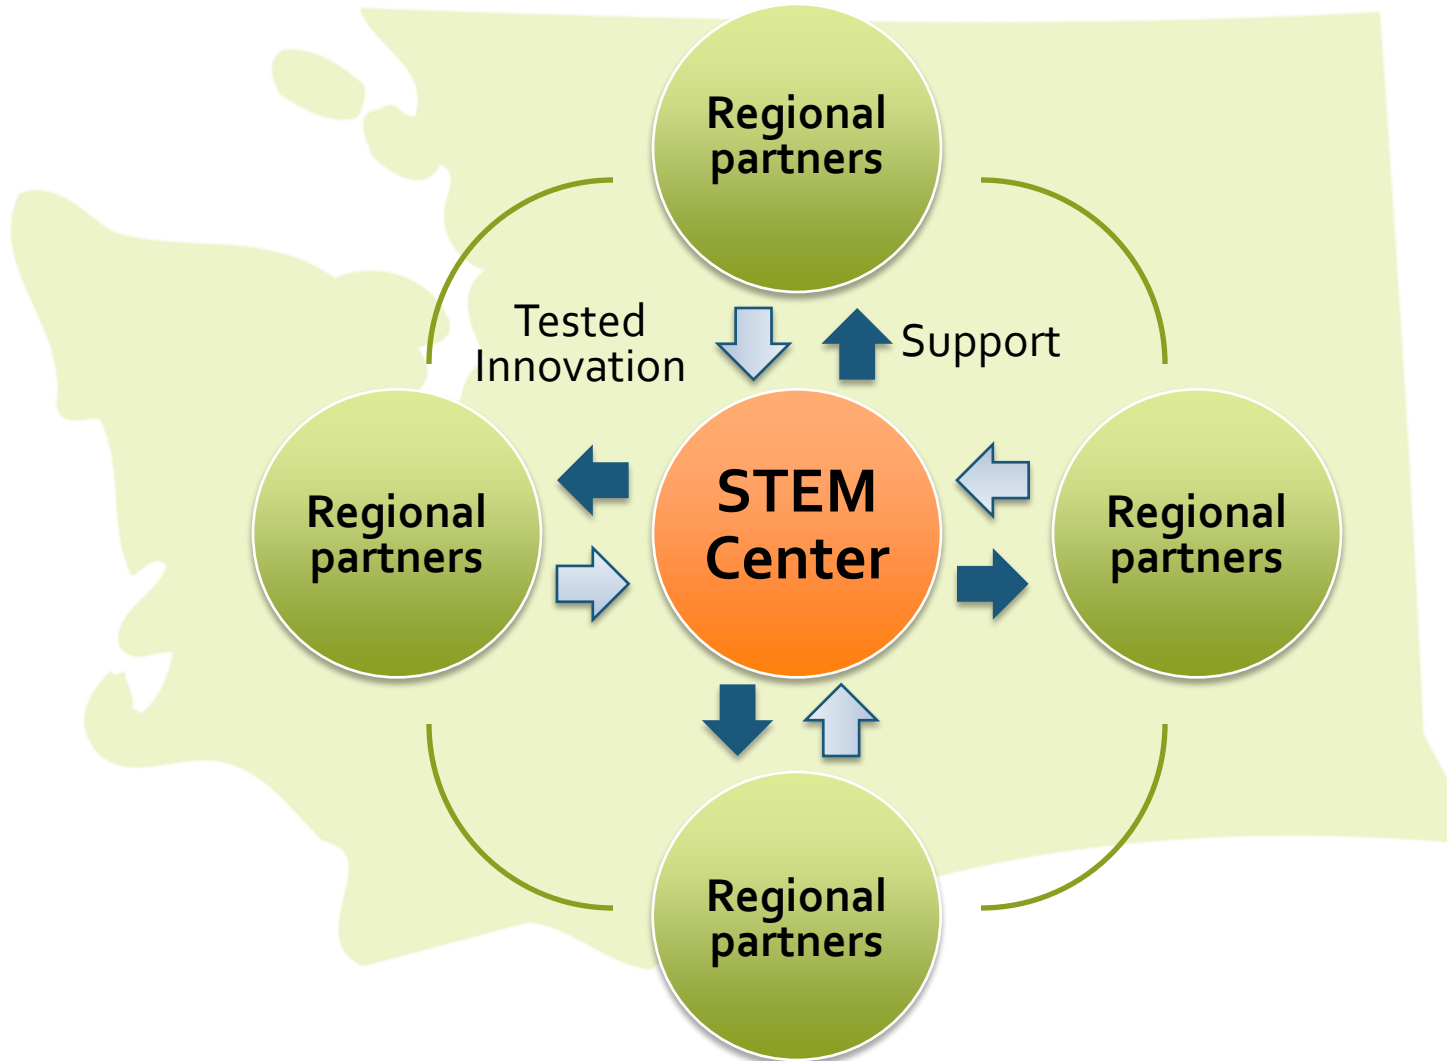 Regional
partners
Tested
Innovation
Support
Regional
partners
STEM
Center
Regional
partners
Regional
partners